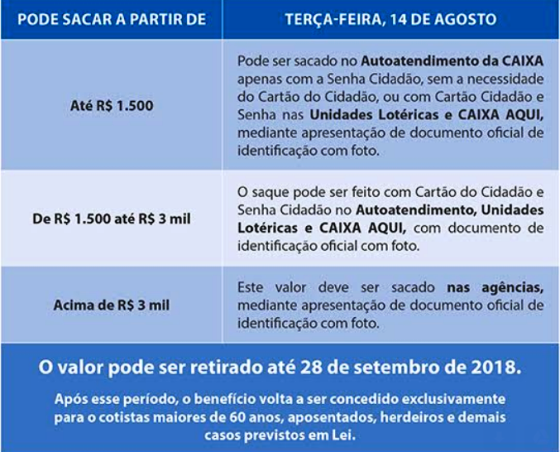 PODE SACAR A PARTIR DE
TERÇA-FEIRA, 14 DE AGOSTO
Até R$ 1.500
Pode ser sacado no Autoatendimento da CAIXA
apenas com a Senha Cidadão, sem a necessidade
do Cartão do Cidadão, ou com Cartão Cidadão e
Senha nas Unidades Lotéricas e CAIXA AQUI,
mediante apresentação de documento oficial de
identificação com foto.
De R$ 1.500 até R$ 3 mil
O saque pode ser feito com Cartão do Cidadão e
Senha Cidadão no Autoatendimento, Unidades
Lotéricas e CAIXA AQUI, com documento de
identificação oficial com foto.
Acima de R$ 3 mil
Este valor deve ser sacado nas agências,
mediante apresentação de documento oficial de
identificação com foto.
O valor pode ser retirado até 28 de setembro de 2018.
Após esse período, o benefício volta a ser concedido exclusivamente
para o cotistas maiores de 60 anos, aposentados, herdeiros e demais
casos previstos em Lei.